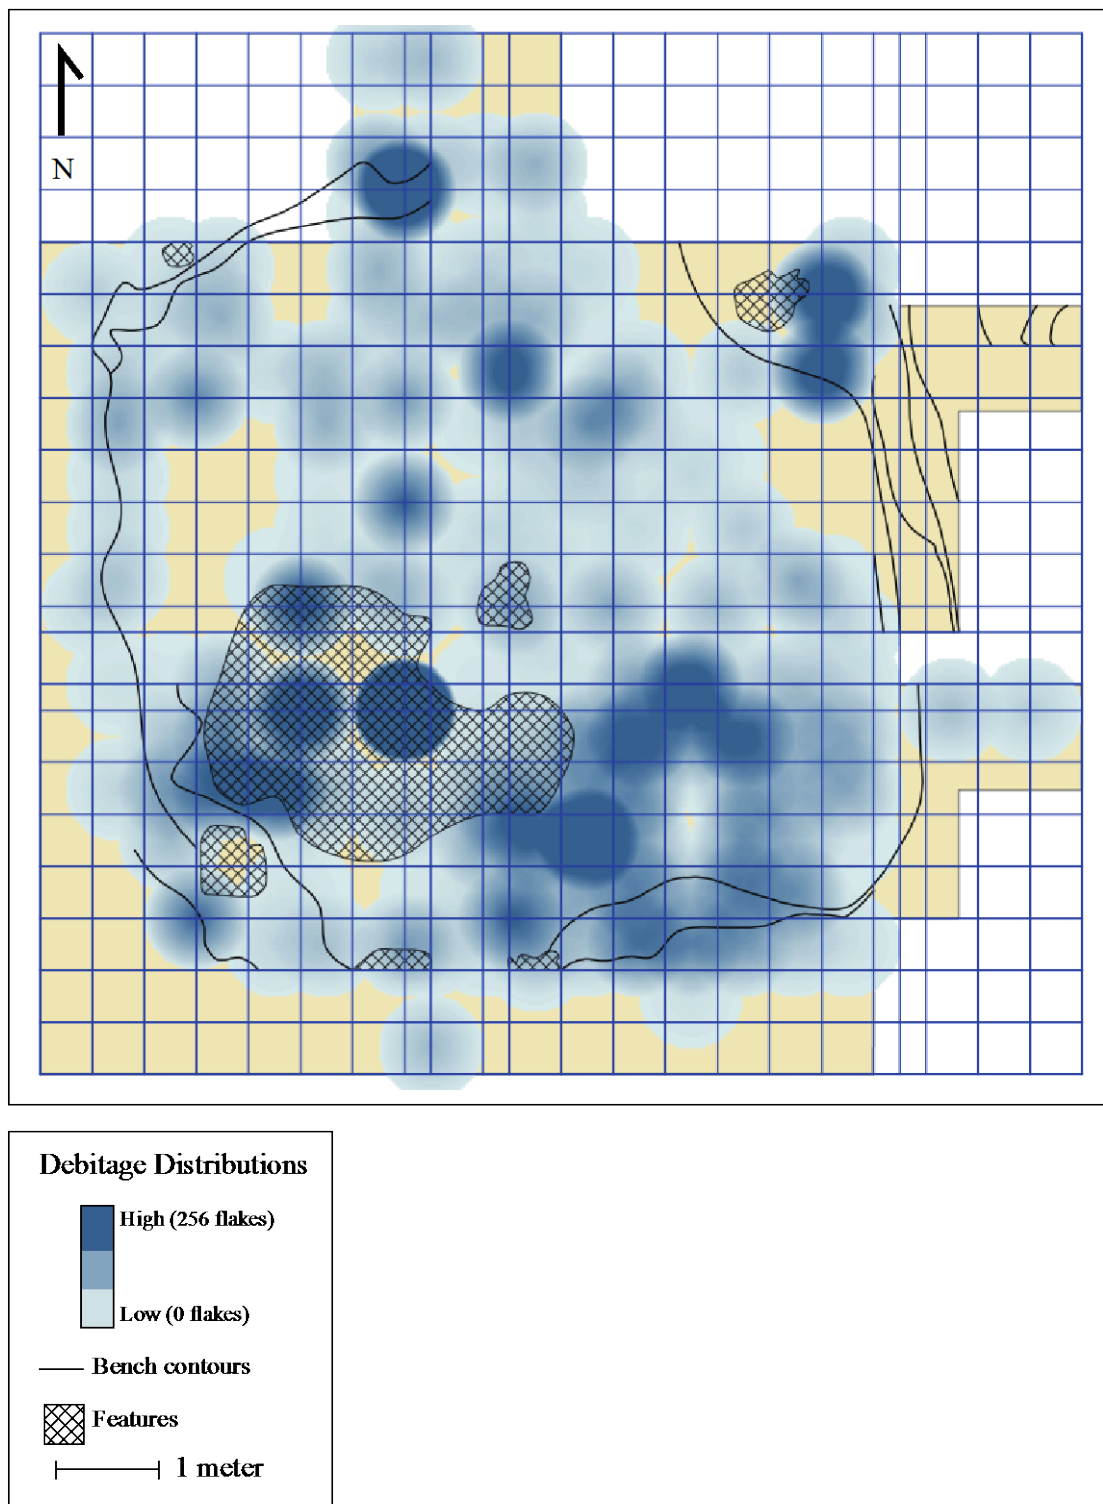 N
Debitage Distributions
High (256 flakes)
Low (0 flakes)
Bench contours
Features
1 meter